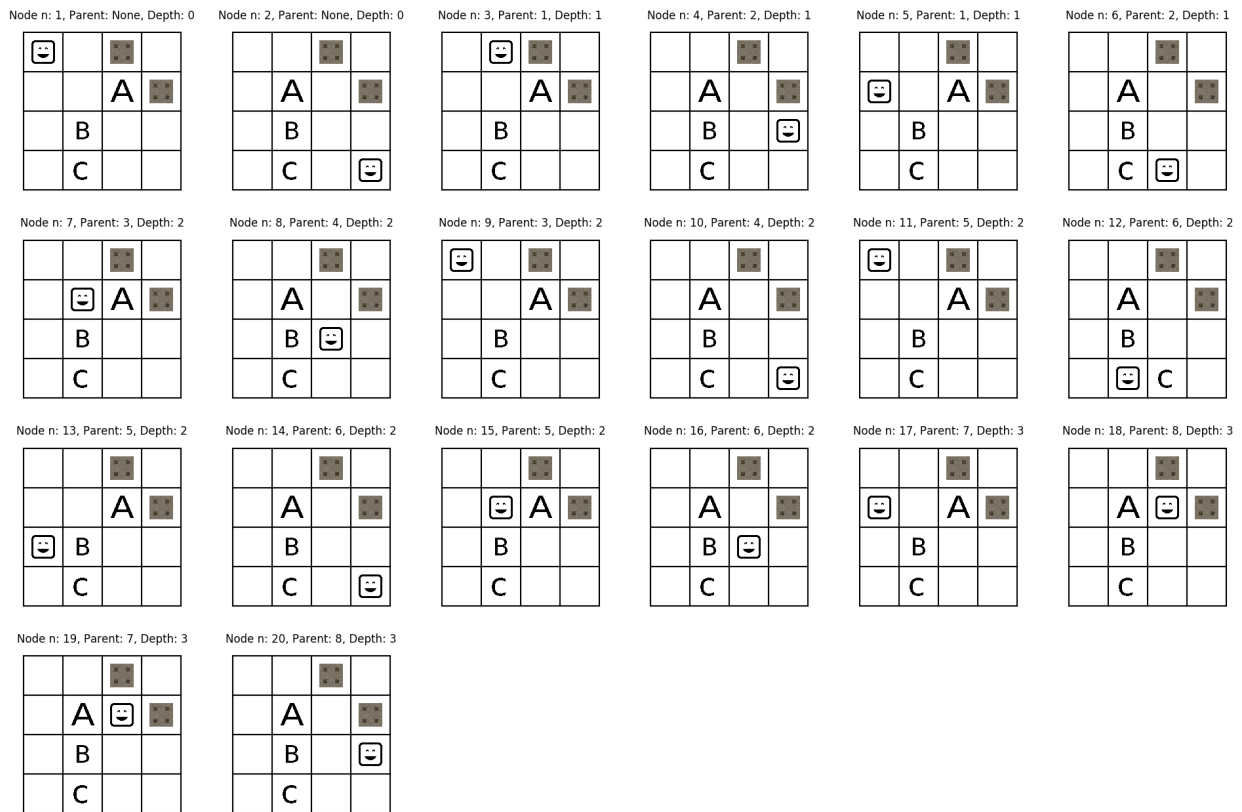 Node n: 1, Parent: None, Depth: 0
Node n: 2, Parent: None, Depth: 0
Node n: 3, Parent: 1, Depth: 1
Node n: 4, Parent: 2, Depth: 1
Node n: 5, Parent: 1, Depth: 1
Node n: 6, Parent: 2, Depth: 1
A
B
C
A
B
C
A
B
C
A
B
C
A
B
C
A
B
C
Node n: 7, Parent: 3, Depth: 2
Node n: 8, Parent: 4, Depth: 2
Node n: 9, Parent: 3, Depth: 2
Node n: 10, Parent: 4, Depth: 2
Node n: 11, Parent: 5, Depth: 2
Node n: 12, Parent: 6, Depth: 2
A
B
C
A
B
C
A
B
C
A
B
C
A
B
C
A
B
C
Node n: 13, Parent: 5, Depth: 2
Node n: 14, Parent: 6, Depth: 2
Node n: 15, Parent: 5, Depth: 2
Node n: 16, Parent: 6, Depth: 2
Node n: 17, Parent: 7, Depth: 3
Node n: 18, Parent: 8, Depth: 3
A
B
C
A
B
C
A
B
C
A
B
C
A
B
C
A
B
C
Node n: 19, Parent: 7, Depth: 3
Node n: 20, Parent: 8, Depth: 3
A
B
C
A
B
C